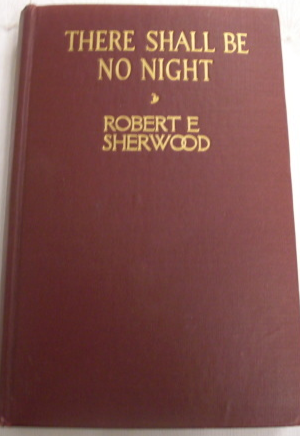 THERE SHALL BE
NO NIGHT
ROBERT E
SHERWOOD